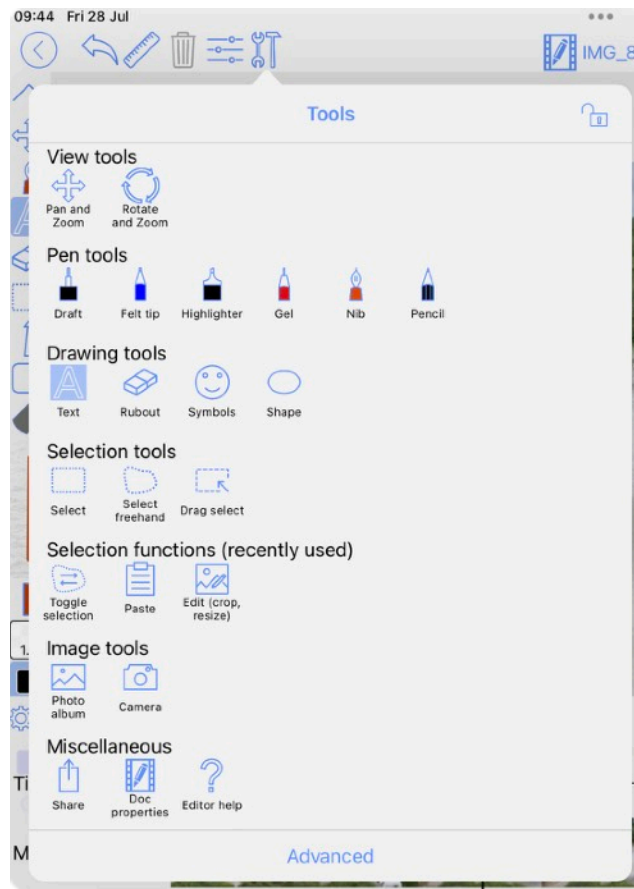 09:44 Fri 28 Jul
IMG_8
Tools
View tools
Pan and Zoom
Rotate and Zoom
Pen tools
Draft
Felt tip
Highlighter
Gel
Nib
Pencil
Drawing tools
A
Text
Rubout
Symbols
Shape
Selection tools
Select
Select freehand
Drag select
Selection functions (recently used)
Toggle selection
Paste
Edit (crop, resize)
Image tools
Photo album
Camera
Miscellaneous
Share
Doc properties
Editor help
Advanced
1.
Ti
M